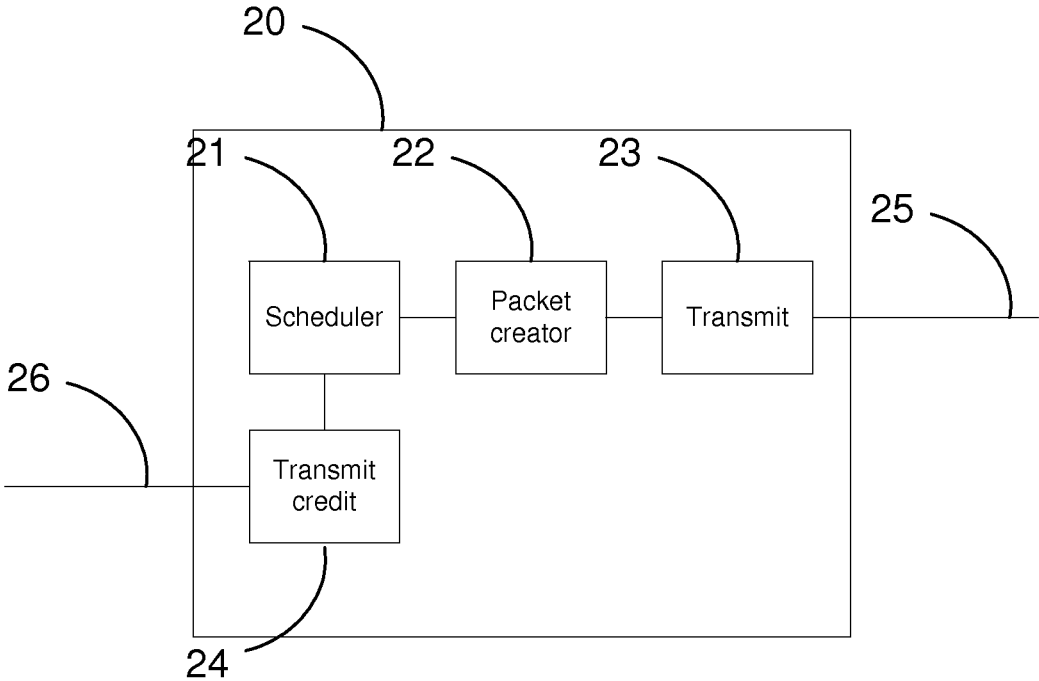 20
21
22
23
25
Scheduler
Packet
creator
Transmit
26
Transmit
credit
24